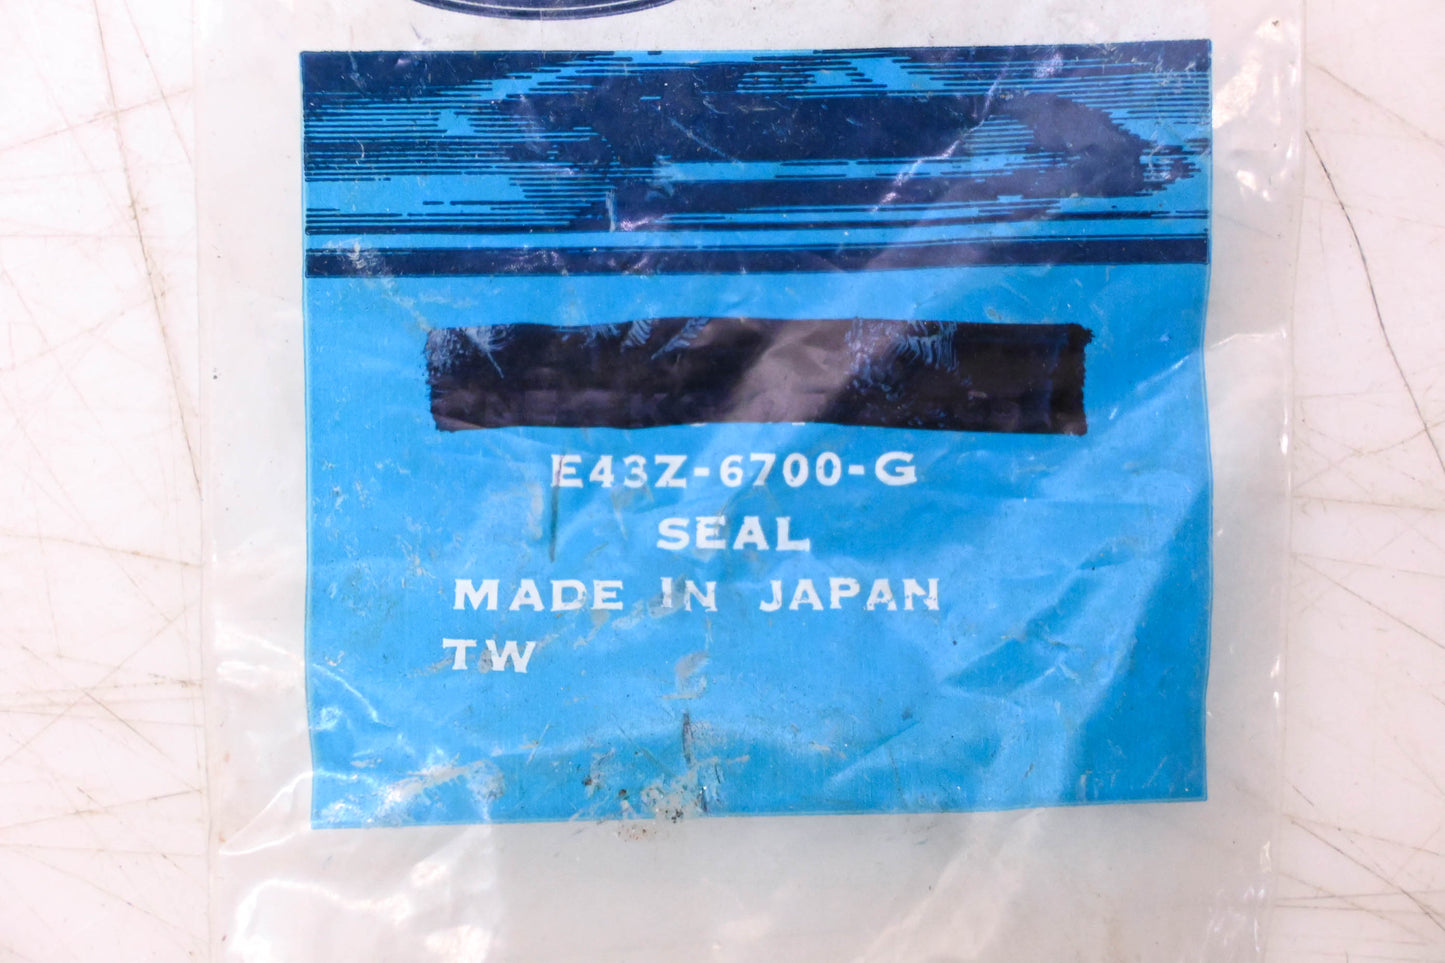 E43Z-6700-G
SEAL
MADE IN JAPAN
TW